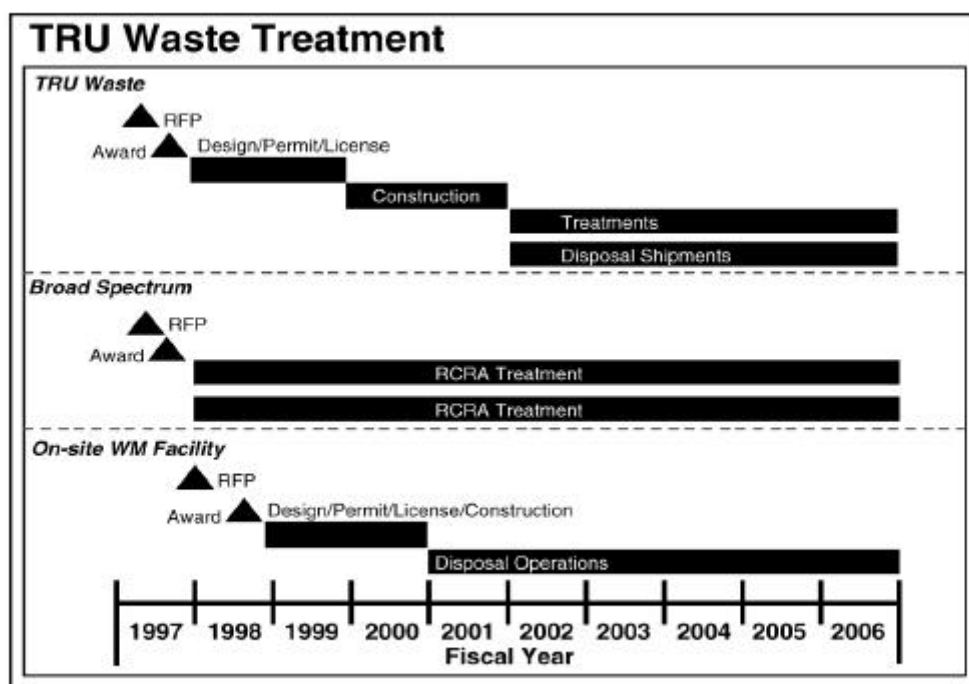 TRU Waste Treatment
TRU Waste
RFP
Award
Design/Permit/License
Construction
Treatments
Disposal Shipments
Broad Spectrum
RFP
Award
RCRA Treatment
RCRA Treatment
On-site WM Facility
RFP
Award
Design/Permit/License/Construction
Disposal Operations
1997 1998 1999 2000 2001 2002 2003 2004 2005 2006
Fiscal Year